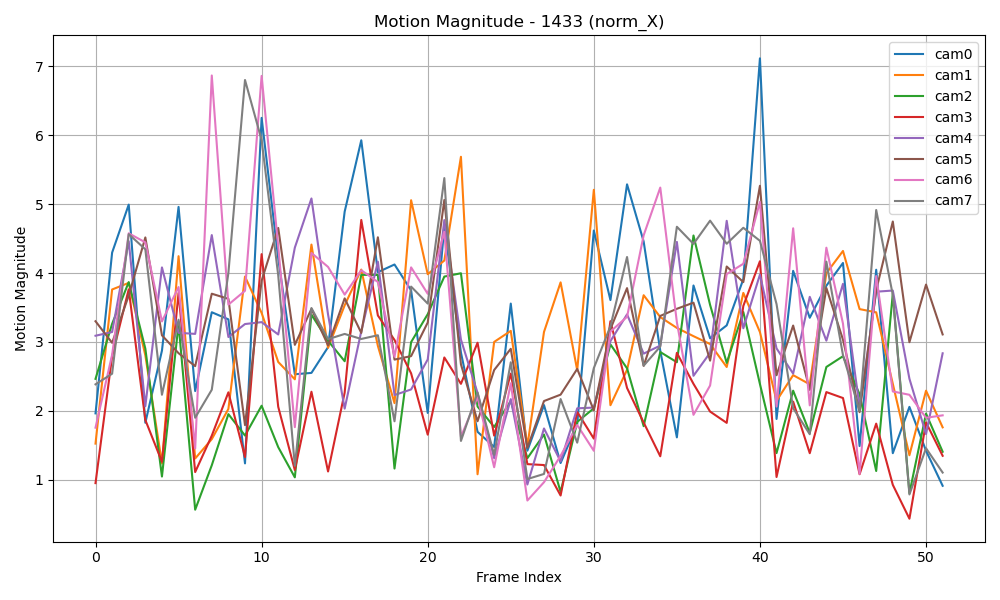 Motion Magnitude - 1433 (norm_X)
Motion Magnitude
7
6
5
4
3
2
1
0
10
20
30
40
50
Frame Index
cam0
cam1
cam2
cam3
cam4
cam5
cam6
cam7